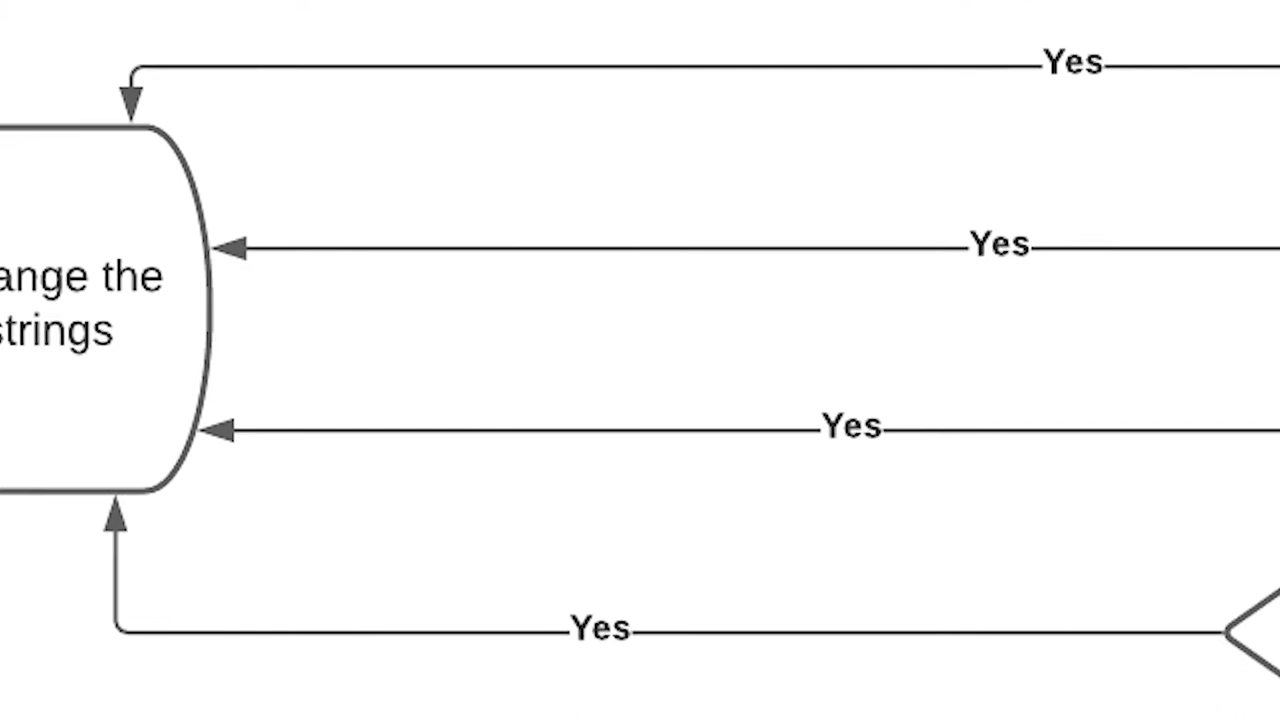 Yes
Yes
ange the
strings
Yes
Yes